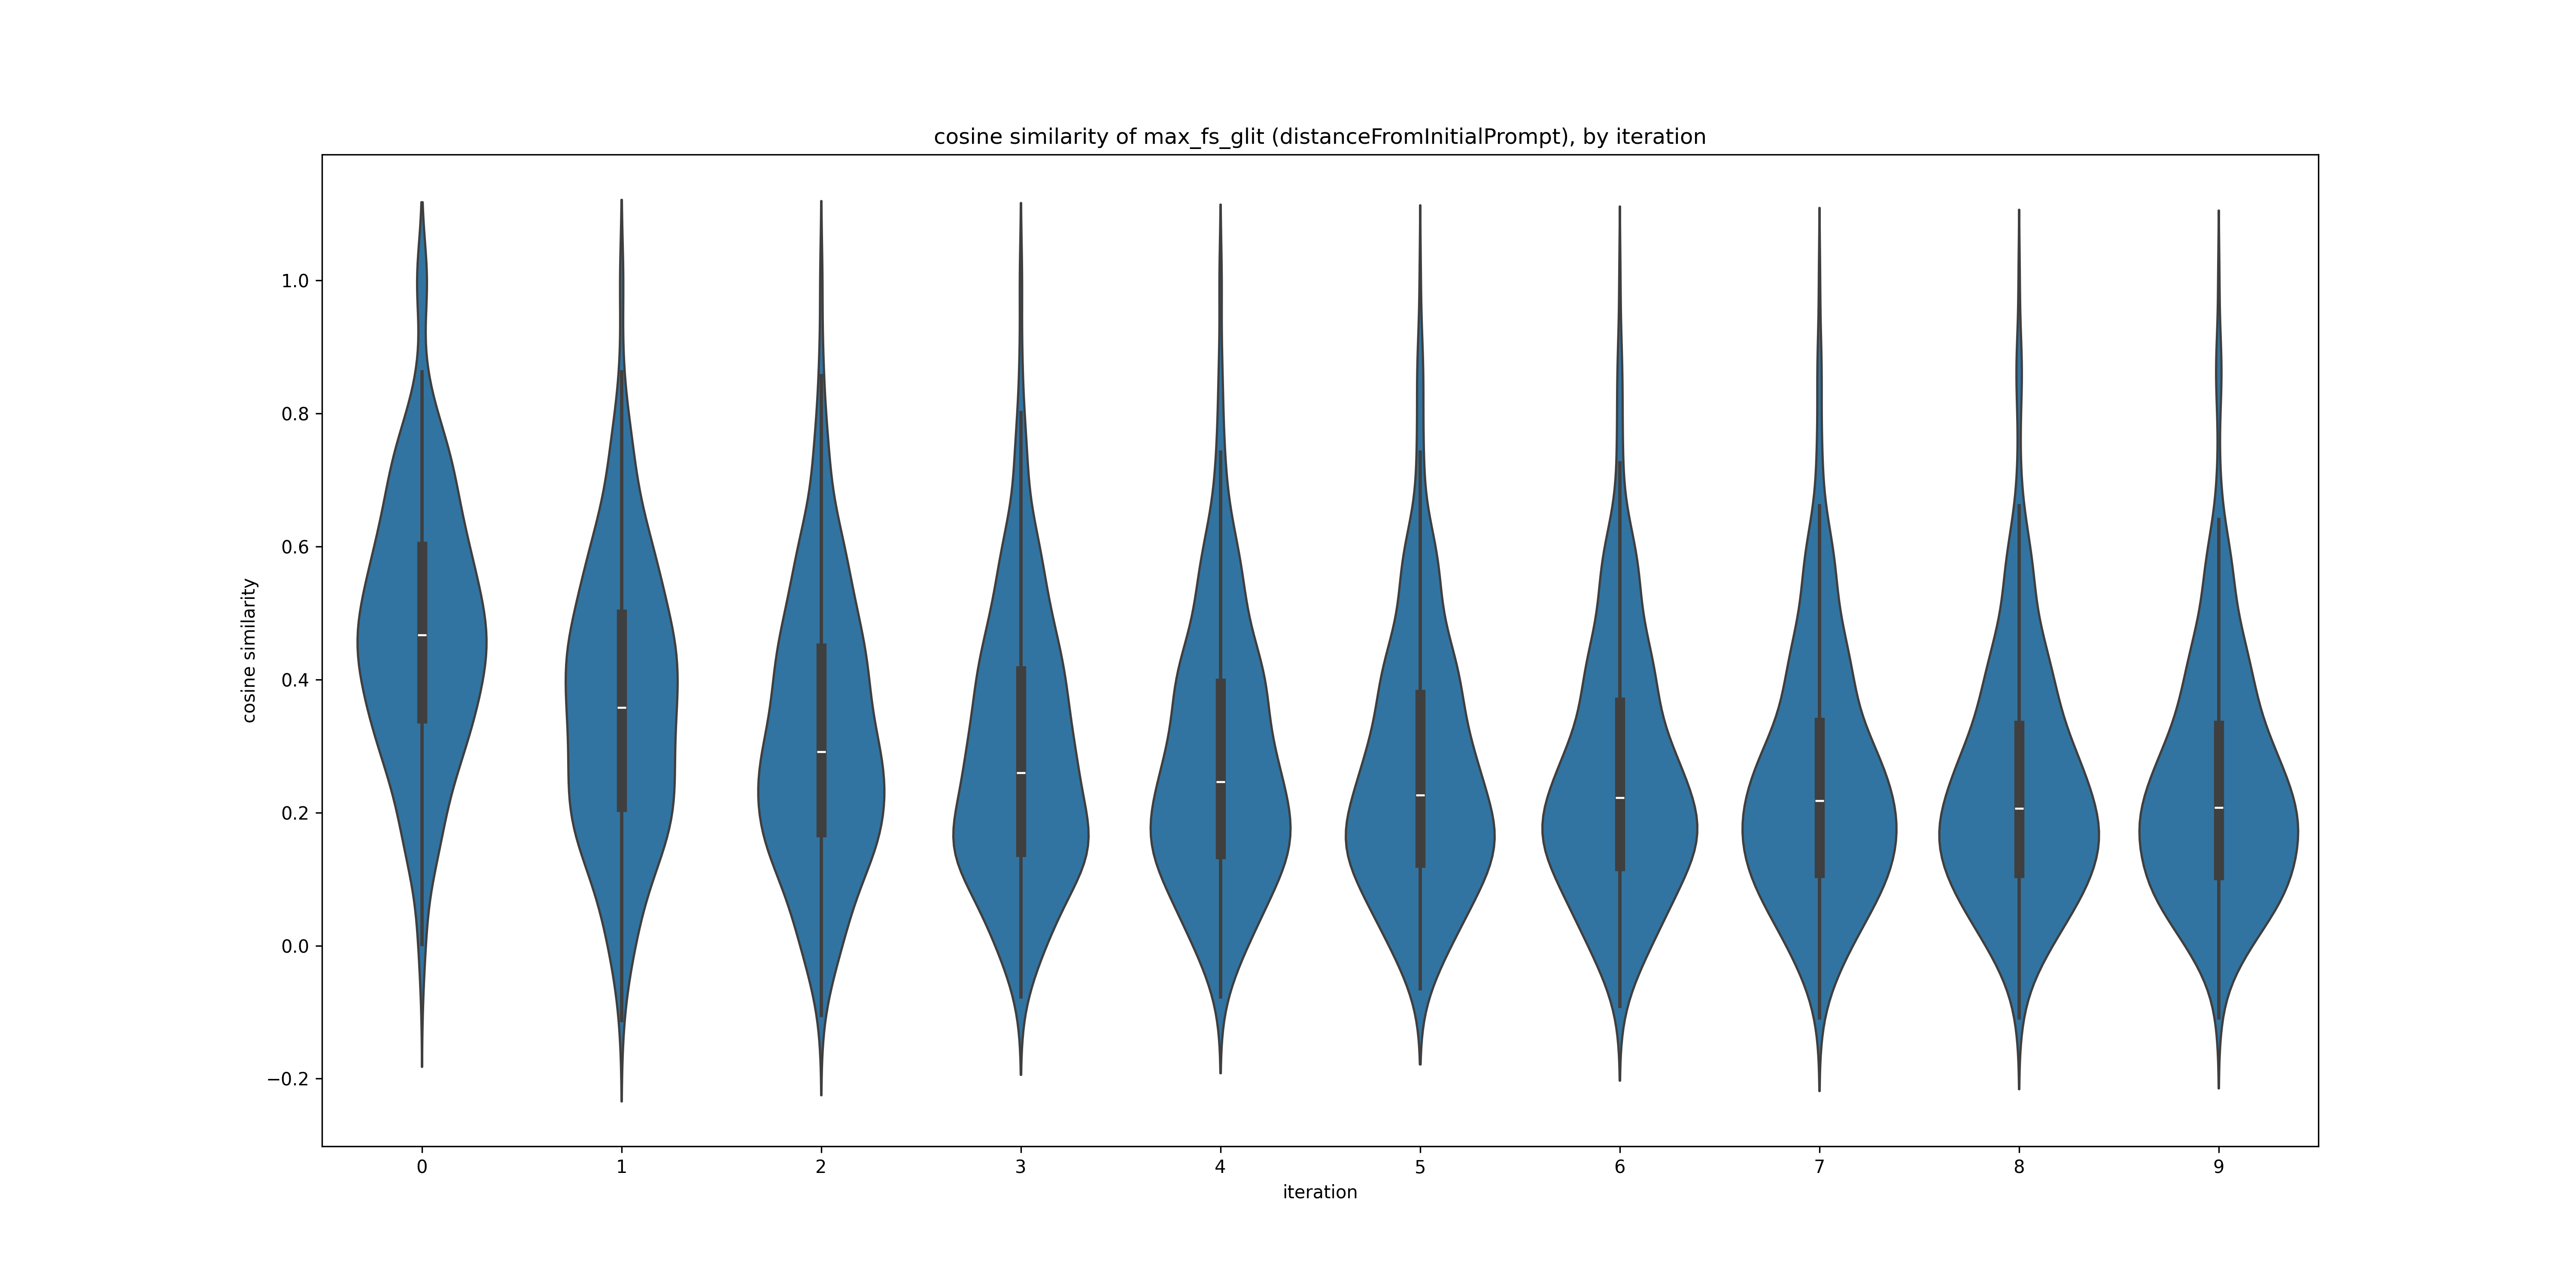 cosine similarity of max_fs_glit (distanceFromInitialPrompt), by iteration
cosine similarity
1.0
0.8
0.6
0.4
0.2
0.0
−0.2
0 1 2 3 4 5 6 7 8 9
iteration